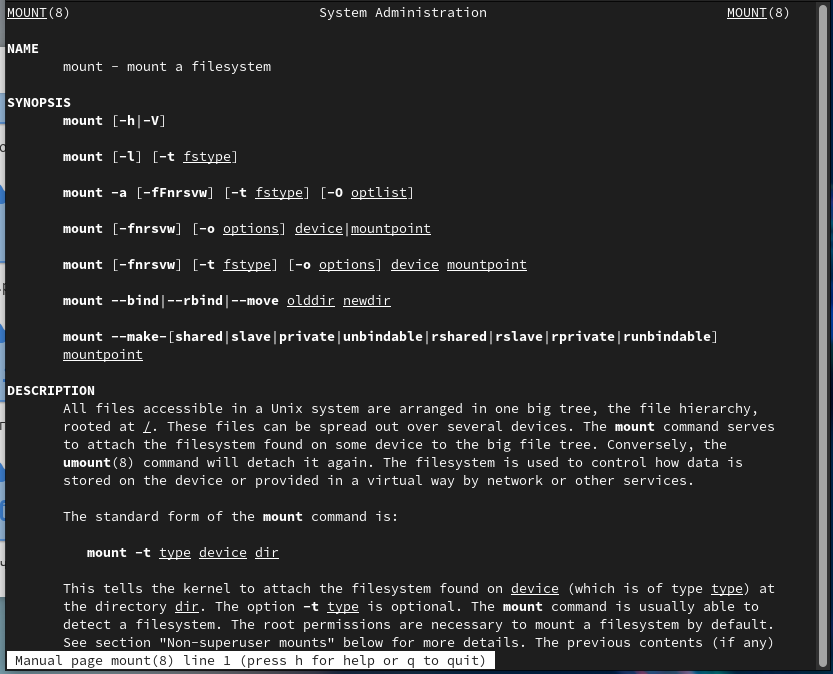 MOUNT(8) System Administration MOUNT(8)
NAME
mount - mount a filesystem
SYNOPSIS
mount [-h|-V]
mount [-l] [-t fstype]
mount -a [-fFnrsvw] [-t fstype] [-O optlist]
mount [-fnrsvw] [-o options] device|mountpoint
mount [-fnrsvw] [-t fstype] [-o options] device mountpoint
mount --bind|--rbind|--move olddir newdir
mount --make-[shared|slave|private|unbindable|rshared|rslave|rprivate|runbindable]
mountpoint
DESCRIPTION
All files accessible in a Unix system are arranged in one big tree, the file hierarchy,
rooted at /. These files can be spread out over several devices. The mount command serves
to attach the filesystem found on some device to the big file tree. Conversely, the
umount(8) command will detach it again. The filesystem is used to control how data is
stored on the device or provided in a virtual way by network or other services.
The standard form of the mount command is:
mount -t type device dir
This tells the kernel to attach the filesystem found on device (which is of type type) at
the directory dir. The option -t type is optional. The mount command is usually able to
detect a filesystem. The root permissions are necessary to mount a filesystem by default.
See section "Non-superuser mounts" below for more details. The previous contents (if any)
Manual page mount(8) line 1 (press h for help or q to quit)